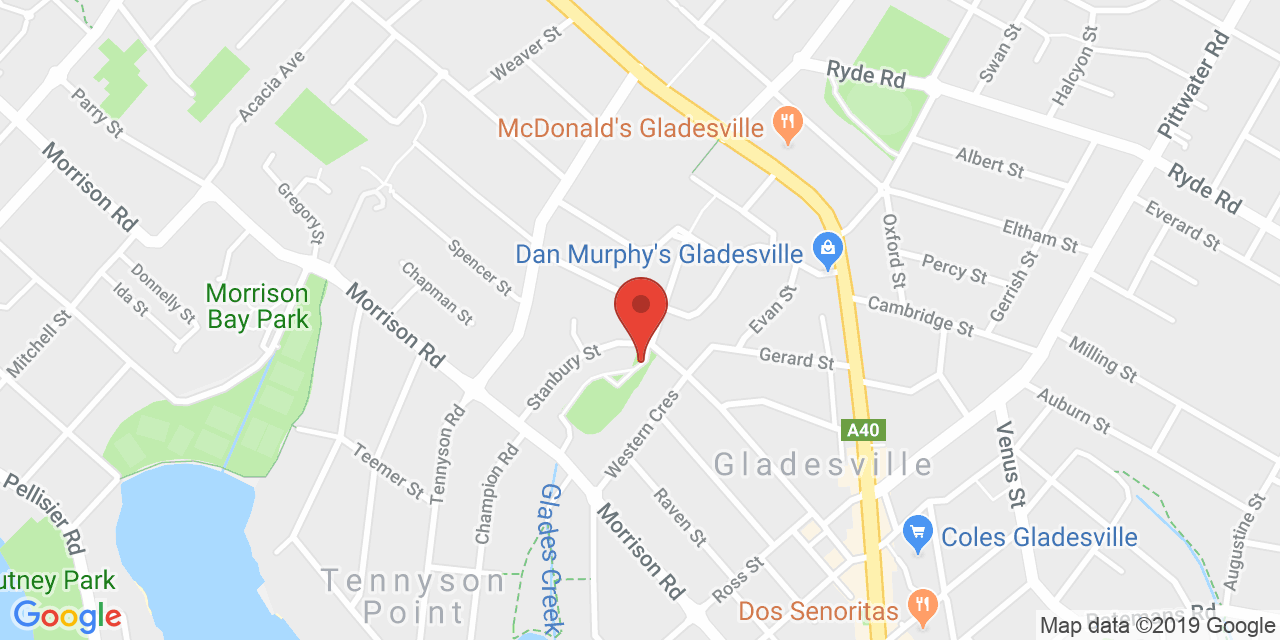 Weaver St
Ryde Rd
Swan St
Halcyon St
Pittwater Rd
Acacia Ave
Parry St
McDonald's Gladesville
Morrison Rd
Albert St
Ryde Rd
Everard St
Gregory St
Oxford St
Eltham St
Spencer St
Dan Murphy's Gladesville
Percy St
Gerrish St
Donnelly St
Ida St
Chapman St
Morrison
Bay Park
Morrison Rd
Evan St
Cambridge St
Mitchell St
Stanbury St
Gerard St
Milling St
Auburn St
Western Cres
A40
Tennyson Rd
Teemer St
Champion Rd
Gladesville
Venus St
Pellisier Rd
Glades Creek
Raven St
Morrison Rd
Coles Gladesville
Augustine St
utney Park
Tennyson
Point
Ross St
Dos Senoritas
Batemans Rd
Google
Map data ©2019 Google